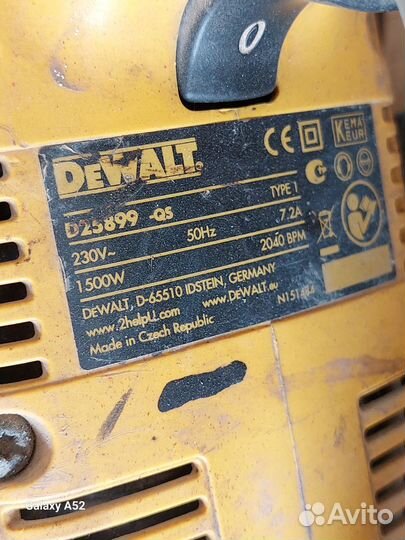 0
DEWALT.
CE
KEMA
KEUR
D25899 -QS
TYPE 1
230V~
50Hz
7.2A
1500W
2040 BPM
DEWALT, D-65510 IDSTEIN, GERMANY
www.2helpU.com
www.DEWALT.eu
Made in Czech Republic
Galaxy A52
Avito